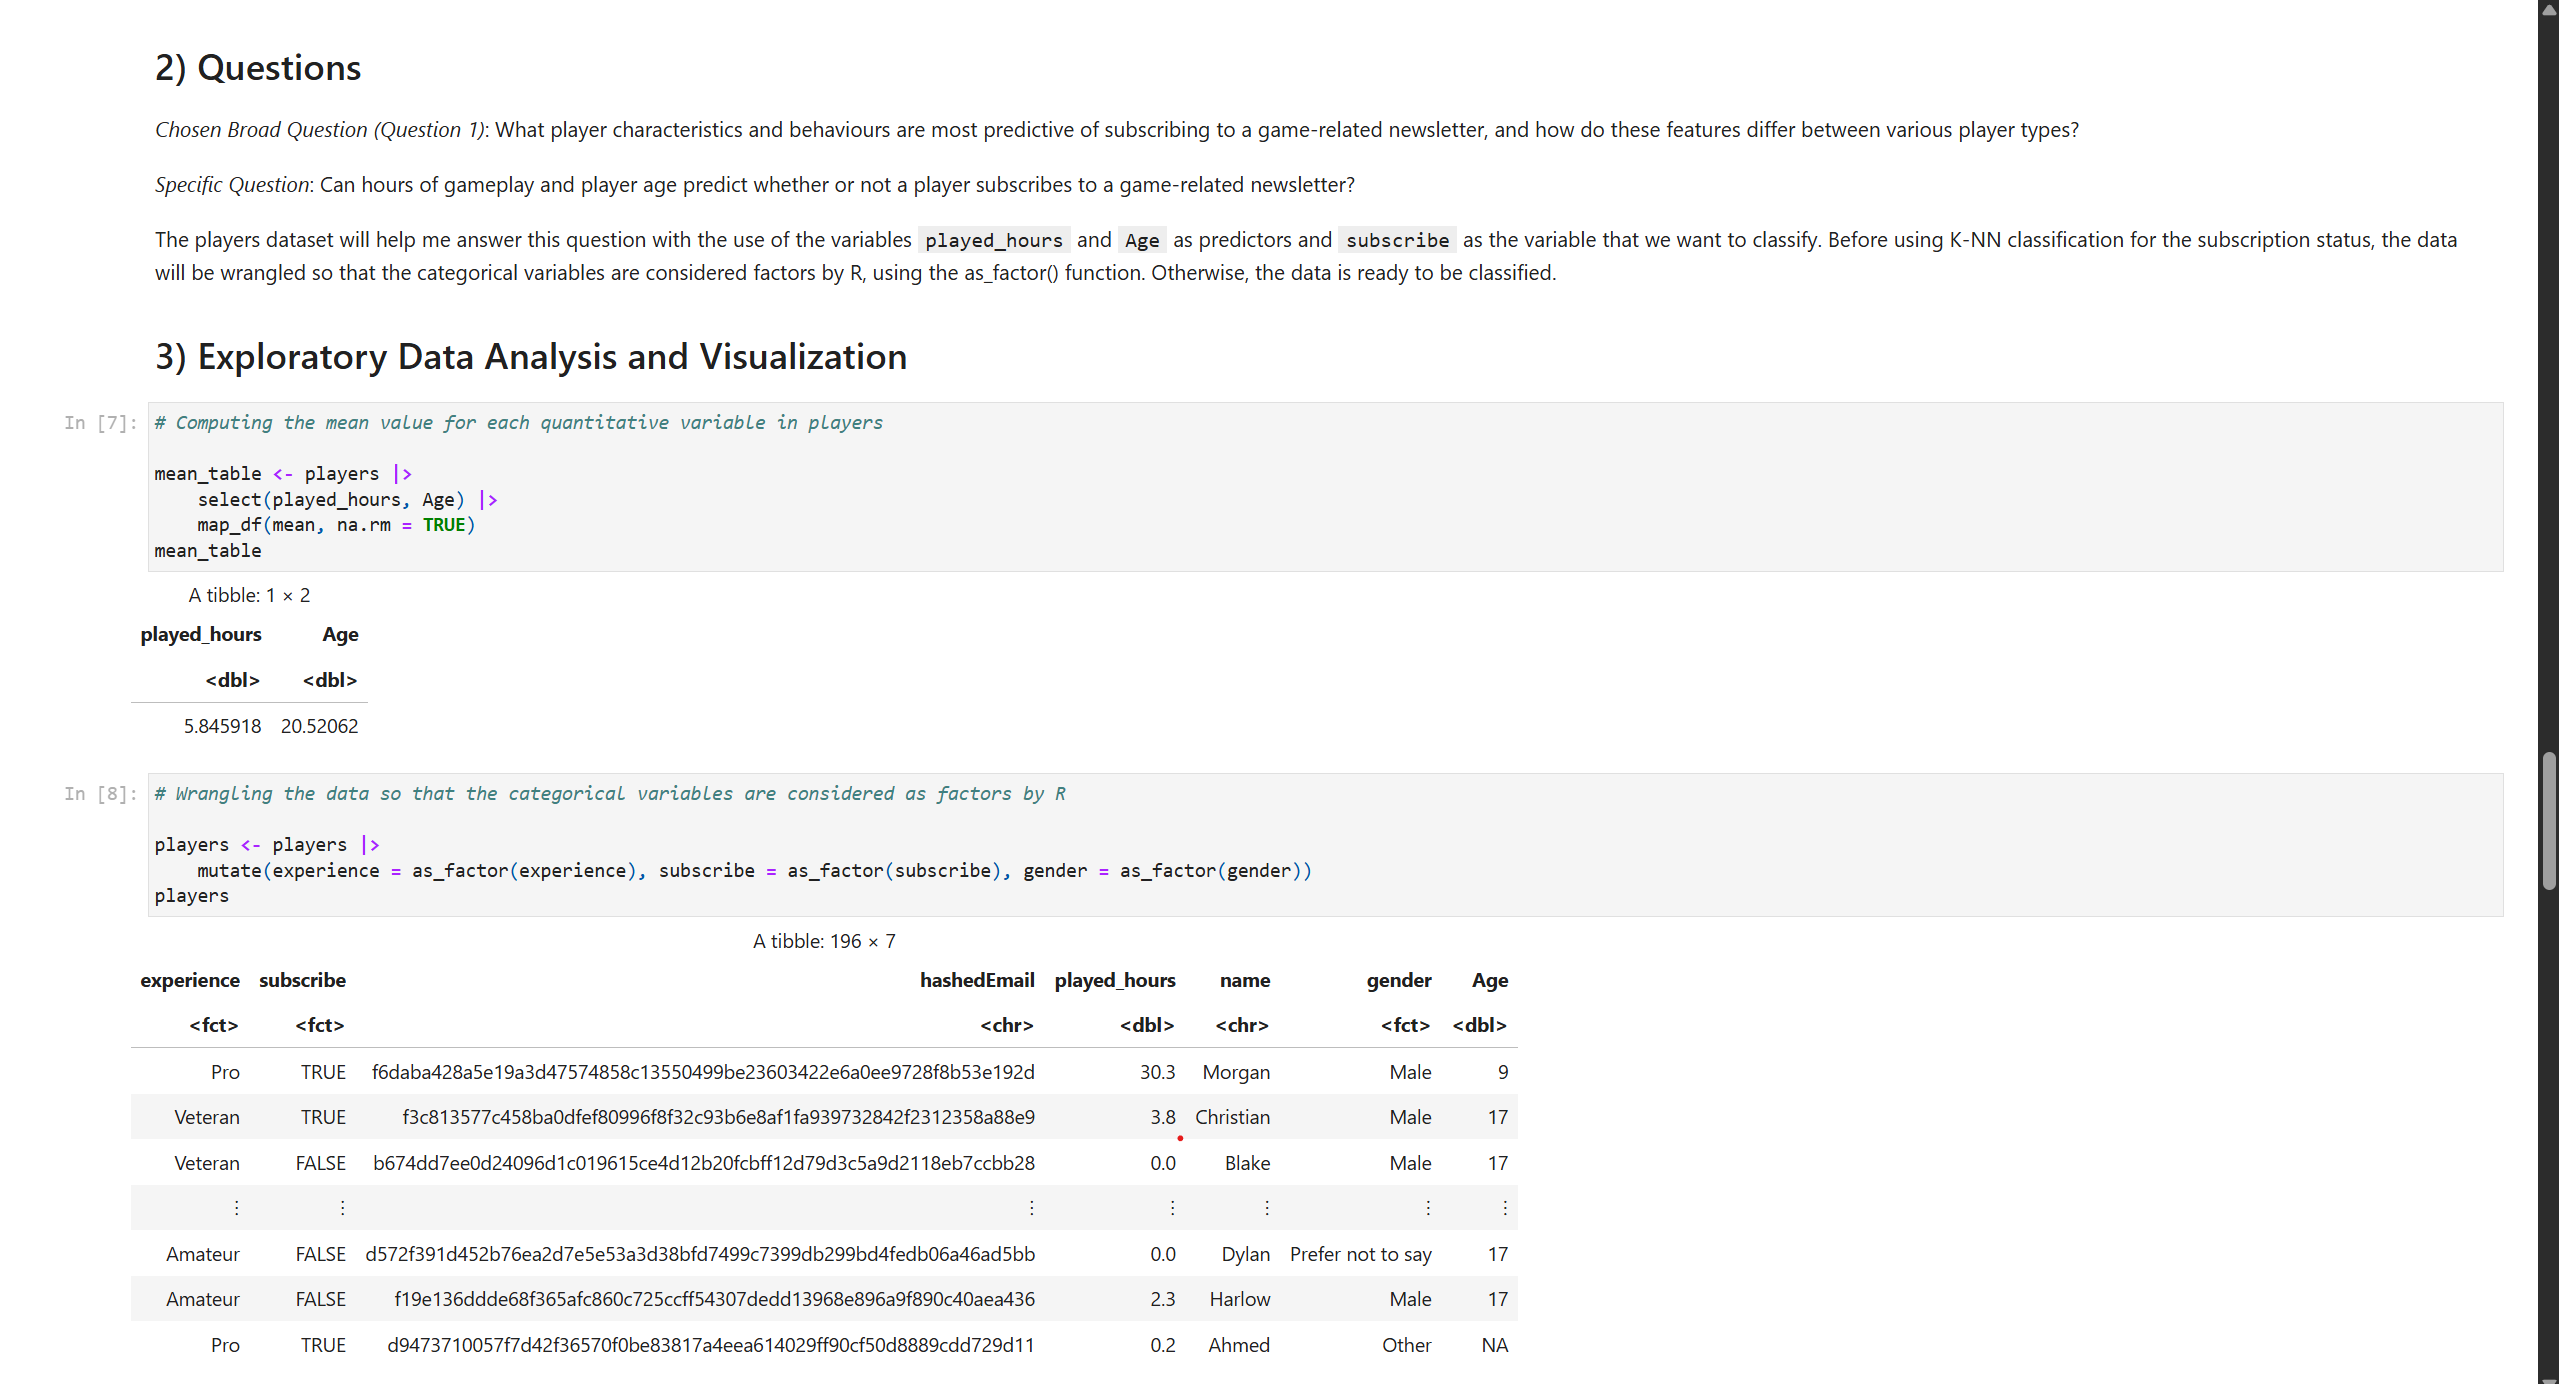 2) Questions
Chosen Broad Question (Question 1): What player characteristics and behaviours are most predictive of subscribing to a game-related newsletter, and how do these features differ between various player types?
Specific Question: Can hours of gameplay and player age predict whether or not a player subscribes to a game-related newsletter?
The players dataset will help me answer this question with the use of the variables played_hours and Age as predictors and subscribe as the variable that we want to classify. Before using K-NN classification for the subscription status, the data
will be wrangled so that the categorical variables are considered factors by R, using the as_factor() function. Otherwise, the data is ready to be classified.
3) Exploratory Data Analysis and Visualization
In [7]: # Computing the mean value for each quantitative variable in players
mean_table <- players |>
    select(played_hours, Age) |>
    map_df(mean, na.rm = TRUE)
mean_table
A tibble: 1 × 2
played_hours Age
<dbl> <dbl>
5.845918 20.52062
In [8]: # Wrangling the data so that the categorical variables are considered as factors by R
players <- players |>
    mutate(experience = as_factor(experience), subscribe = as_factor(subscribe), gender = as_factor(gender))
players
A tibble: 196 × 7
experience subscribe hashedEmail played_hours name gender Age
<fct> <fct> <chr> <dbl> <chr> <fct> <dbl>
Pro TRUE f6daba428a5e19a3d47574858c13550499be23603422e6a0ee9728f8b53e192d 30.3 Morgan Male 9
Veteran TRUE f3c813577c458ba0dfef80996f8f32c93b6e8af1fa939732842f2312358a88e9 3.8 Christian Male 17
Veteran FALSE b674dd7ee0d24096d1c019615ce4d12b20fcbff12d79d3c5a9d2118eb7ccbb28 0.0 Blake Male 17
⋮ ⋮ ⋮ ⋮ ⋮ ⋮ ⋮
Amateur FALSE d572f391d452b76ea2d7e5e53a3d38bfd7499c7399db299bd4fedb06a46ad5bb 0.0 Dylan Prefer not to say 17
Amateur FALSE f19e136ddde68f365afc860c725ccff54307dedd13968e896a9f890c40aea436 2.3 Harlow Male 17
Pro TRUE d9473710057f7d42f36570f0be83817a4eea614029ff90cf50d8889cdd729d11 0.2 Ahmed Other NA